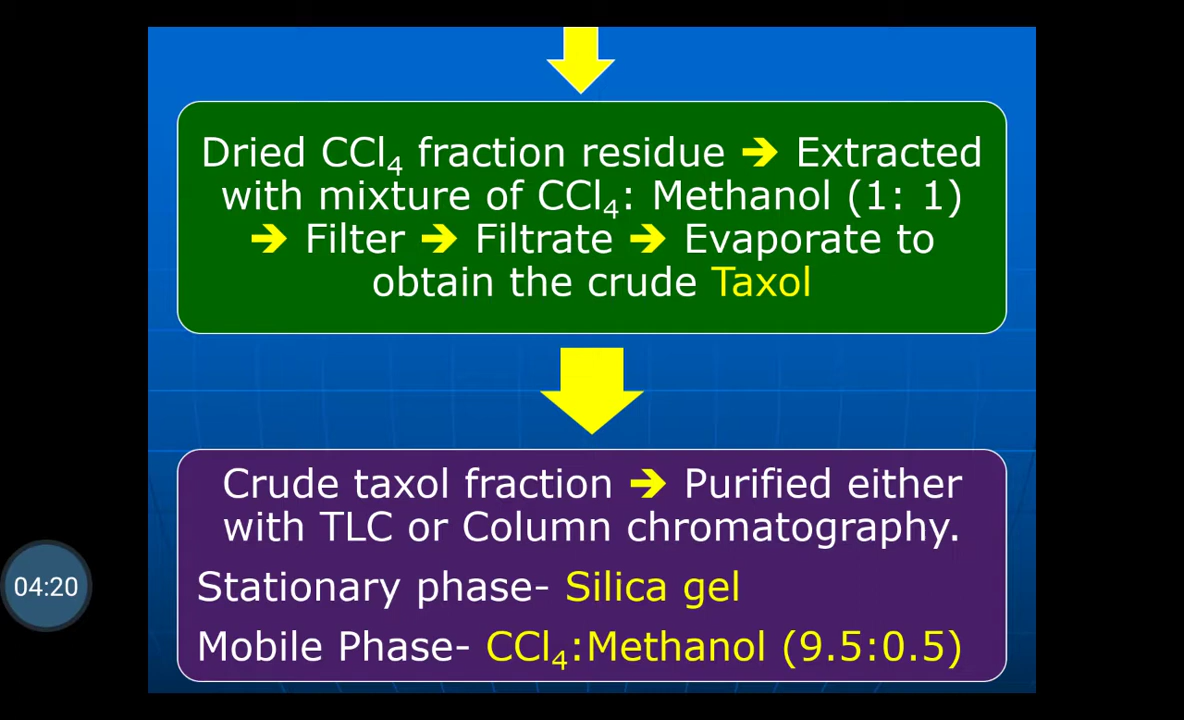 Dried CCl₄ fraction residue ➔ Extracted
with mixture of CCl₄: Methanol (1: 1)
➔ Filter ➔ Filtrate ➔ Evaporate to
obtain the crude Taxol
Crude taxol fraction ➔ Purified either
with TLC or Column chromatography.
Stationary phase- Silica gel
Mobile Phase- CCl₄:Methanol (9.5:0.5)
04:20